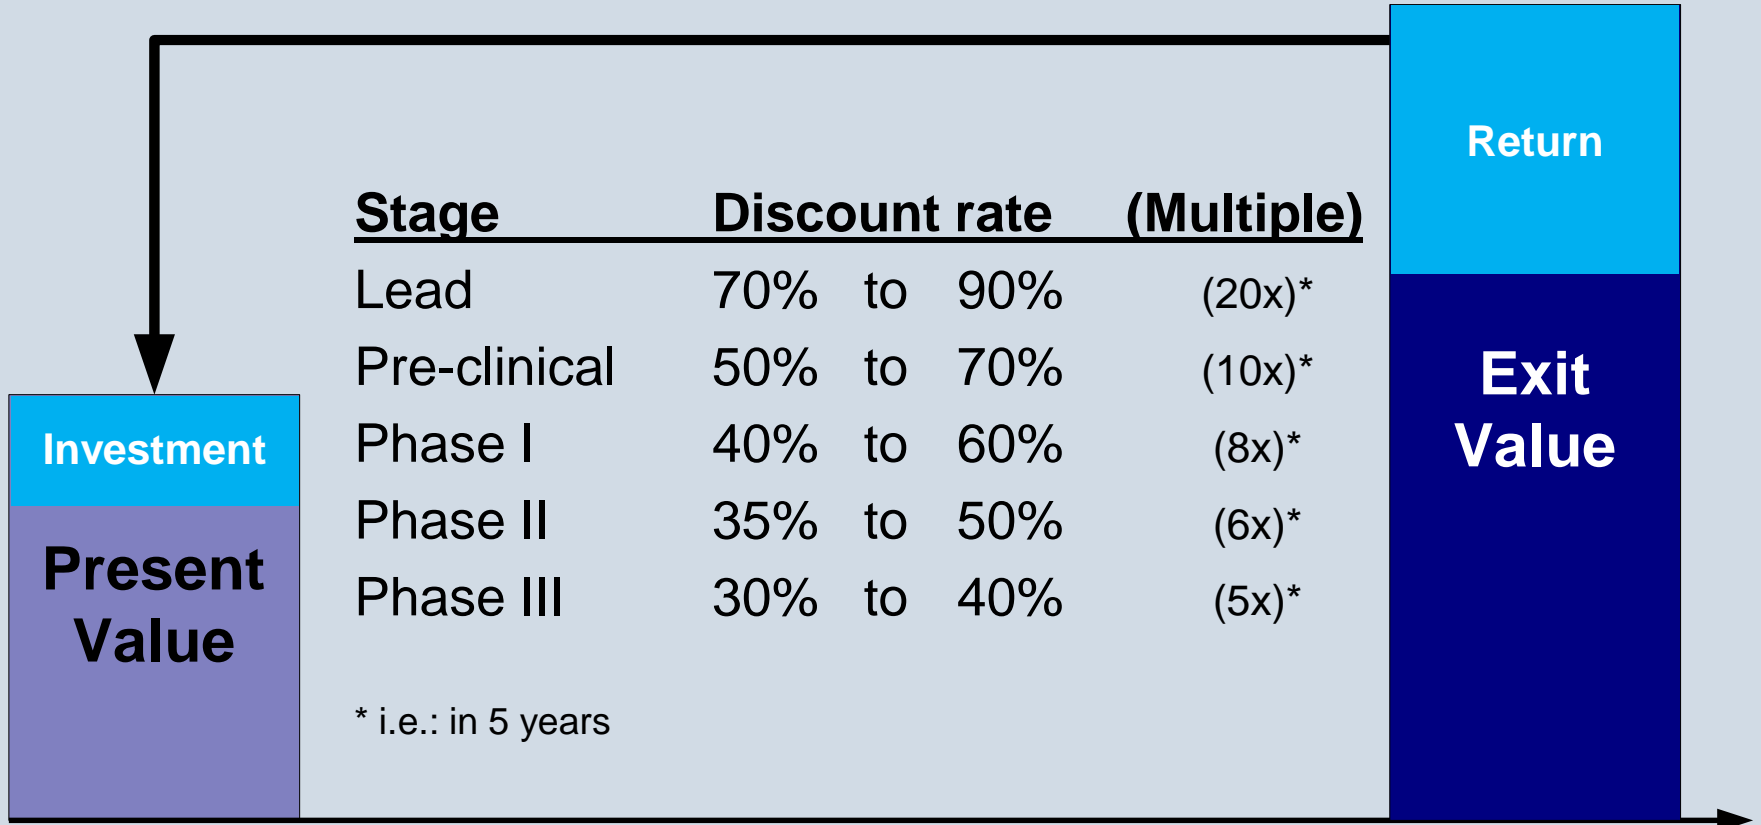 Return
Stage Discount rate (Multiple)
Lead 70% to 90% (20x)*
Pre-clinical 50% to 70% (10x)*
Phase I 40% to 60% (8x)*
Phase II 35% to 50% (6x)*
Phase III 30% to 40% (5x)*
* i.e.: in 5 years
Investment
Present
Value
Exit
Value